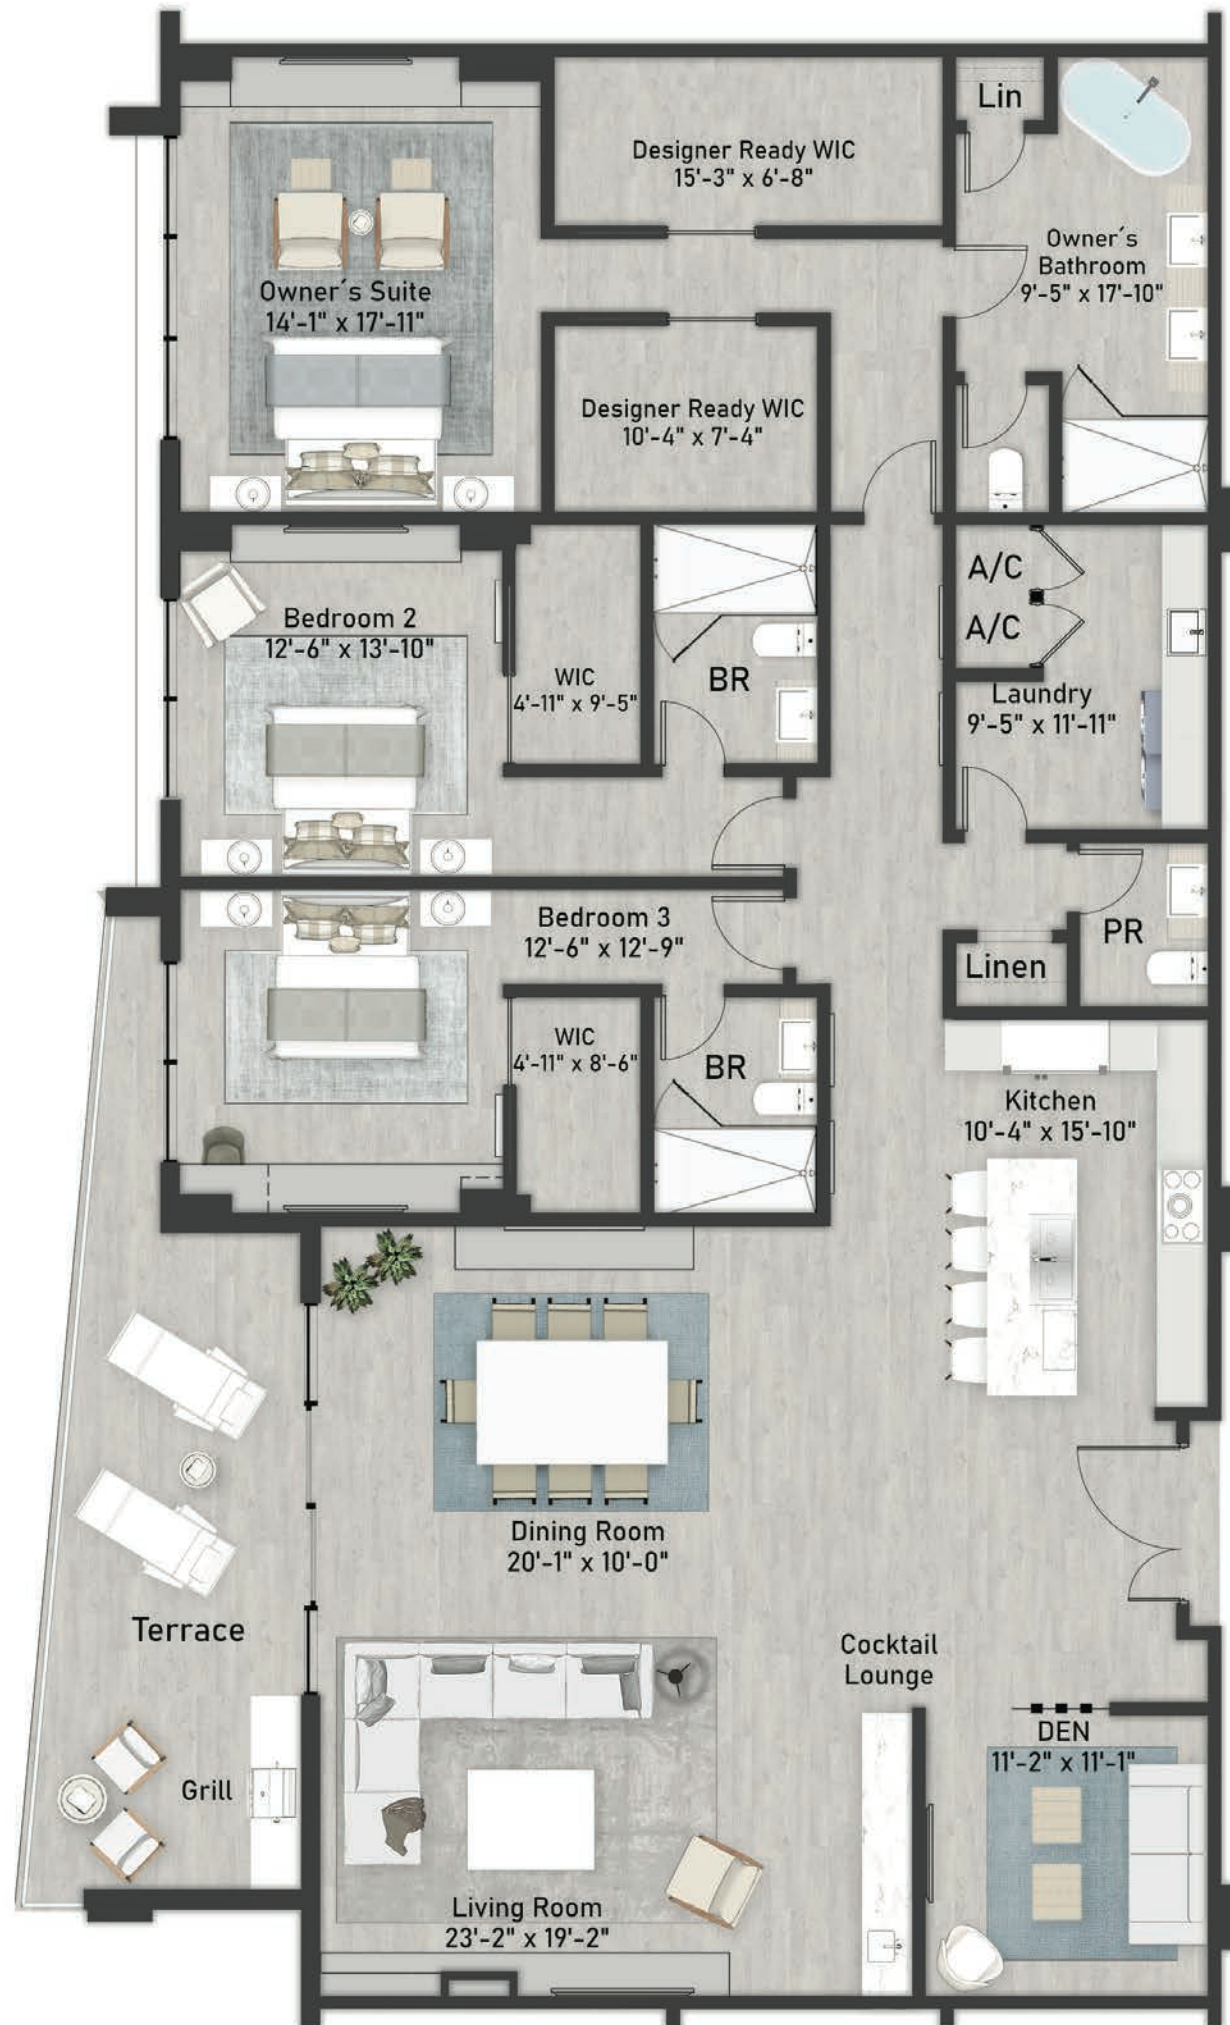 Lin
Designer Ready WIC
15'-3" x 6'-8"
Owner´s
Bathroom
9'-5" x 17'-10"
Owner´s Suite
14'-1" x 17'-11"
Designer Ready WIC
10'-4" x 7'-4"
A/C
A/C
Bedroom 2
12'-6" x 13'-10"
WIC
4'-11" x 9'-5"
BR
Laundry
9'-5" x 11'-11"
Bedroom 3
12'-6" x 12'-9"
PR
Linen
WIC
4'-11" x 8'-6"
BR
Kitchen
10'-4" x 15'-10"
Dining Room
20'-1" x 10'-0"
Terrace
Cocktail
Lounge
DEN
11'-2" x 11'-1"
Grill
Living Room
23'-2" x 19'-2"